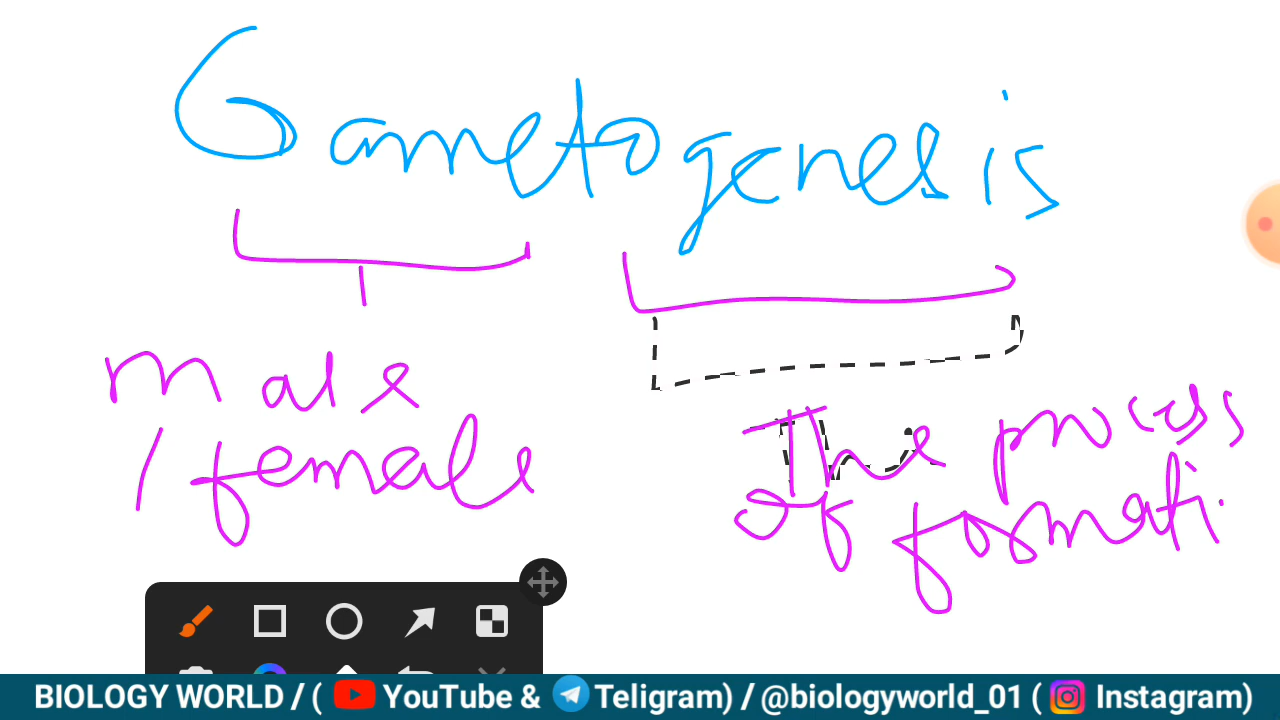 Gametogenesis
male
/ female
The process
of formati
BIOLOGY WORLD / ( YouTube & Teligram) / @biologyworld_01 ( Instagram)